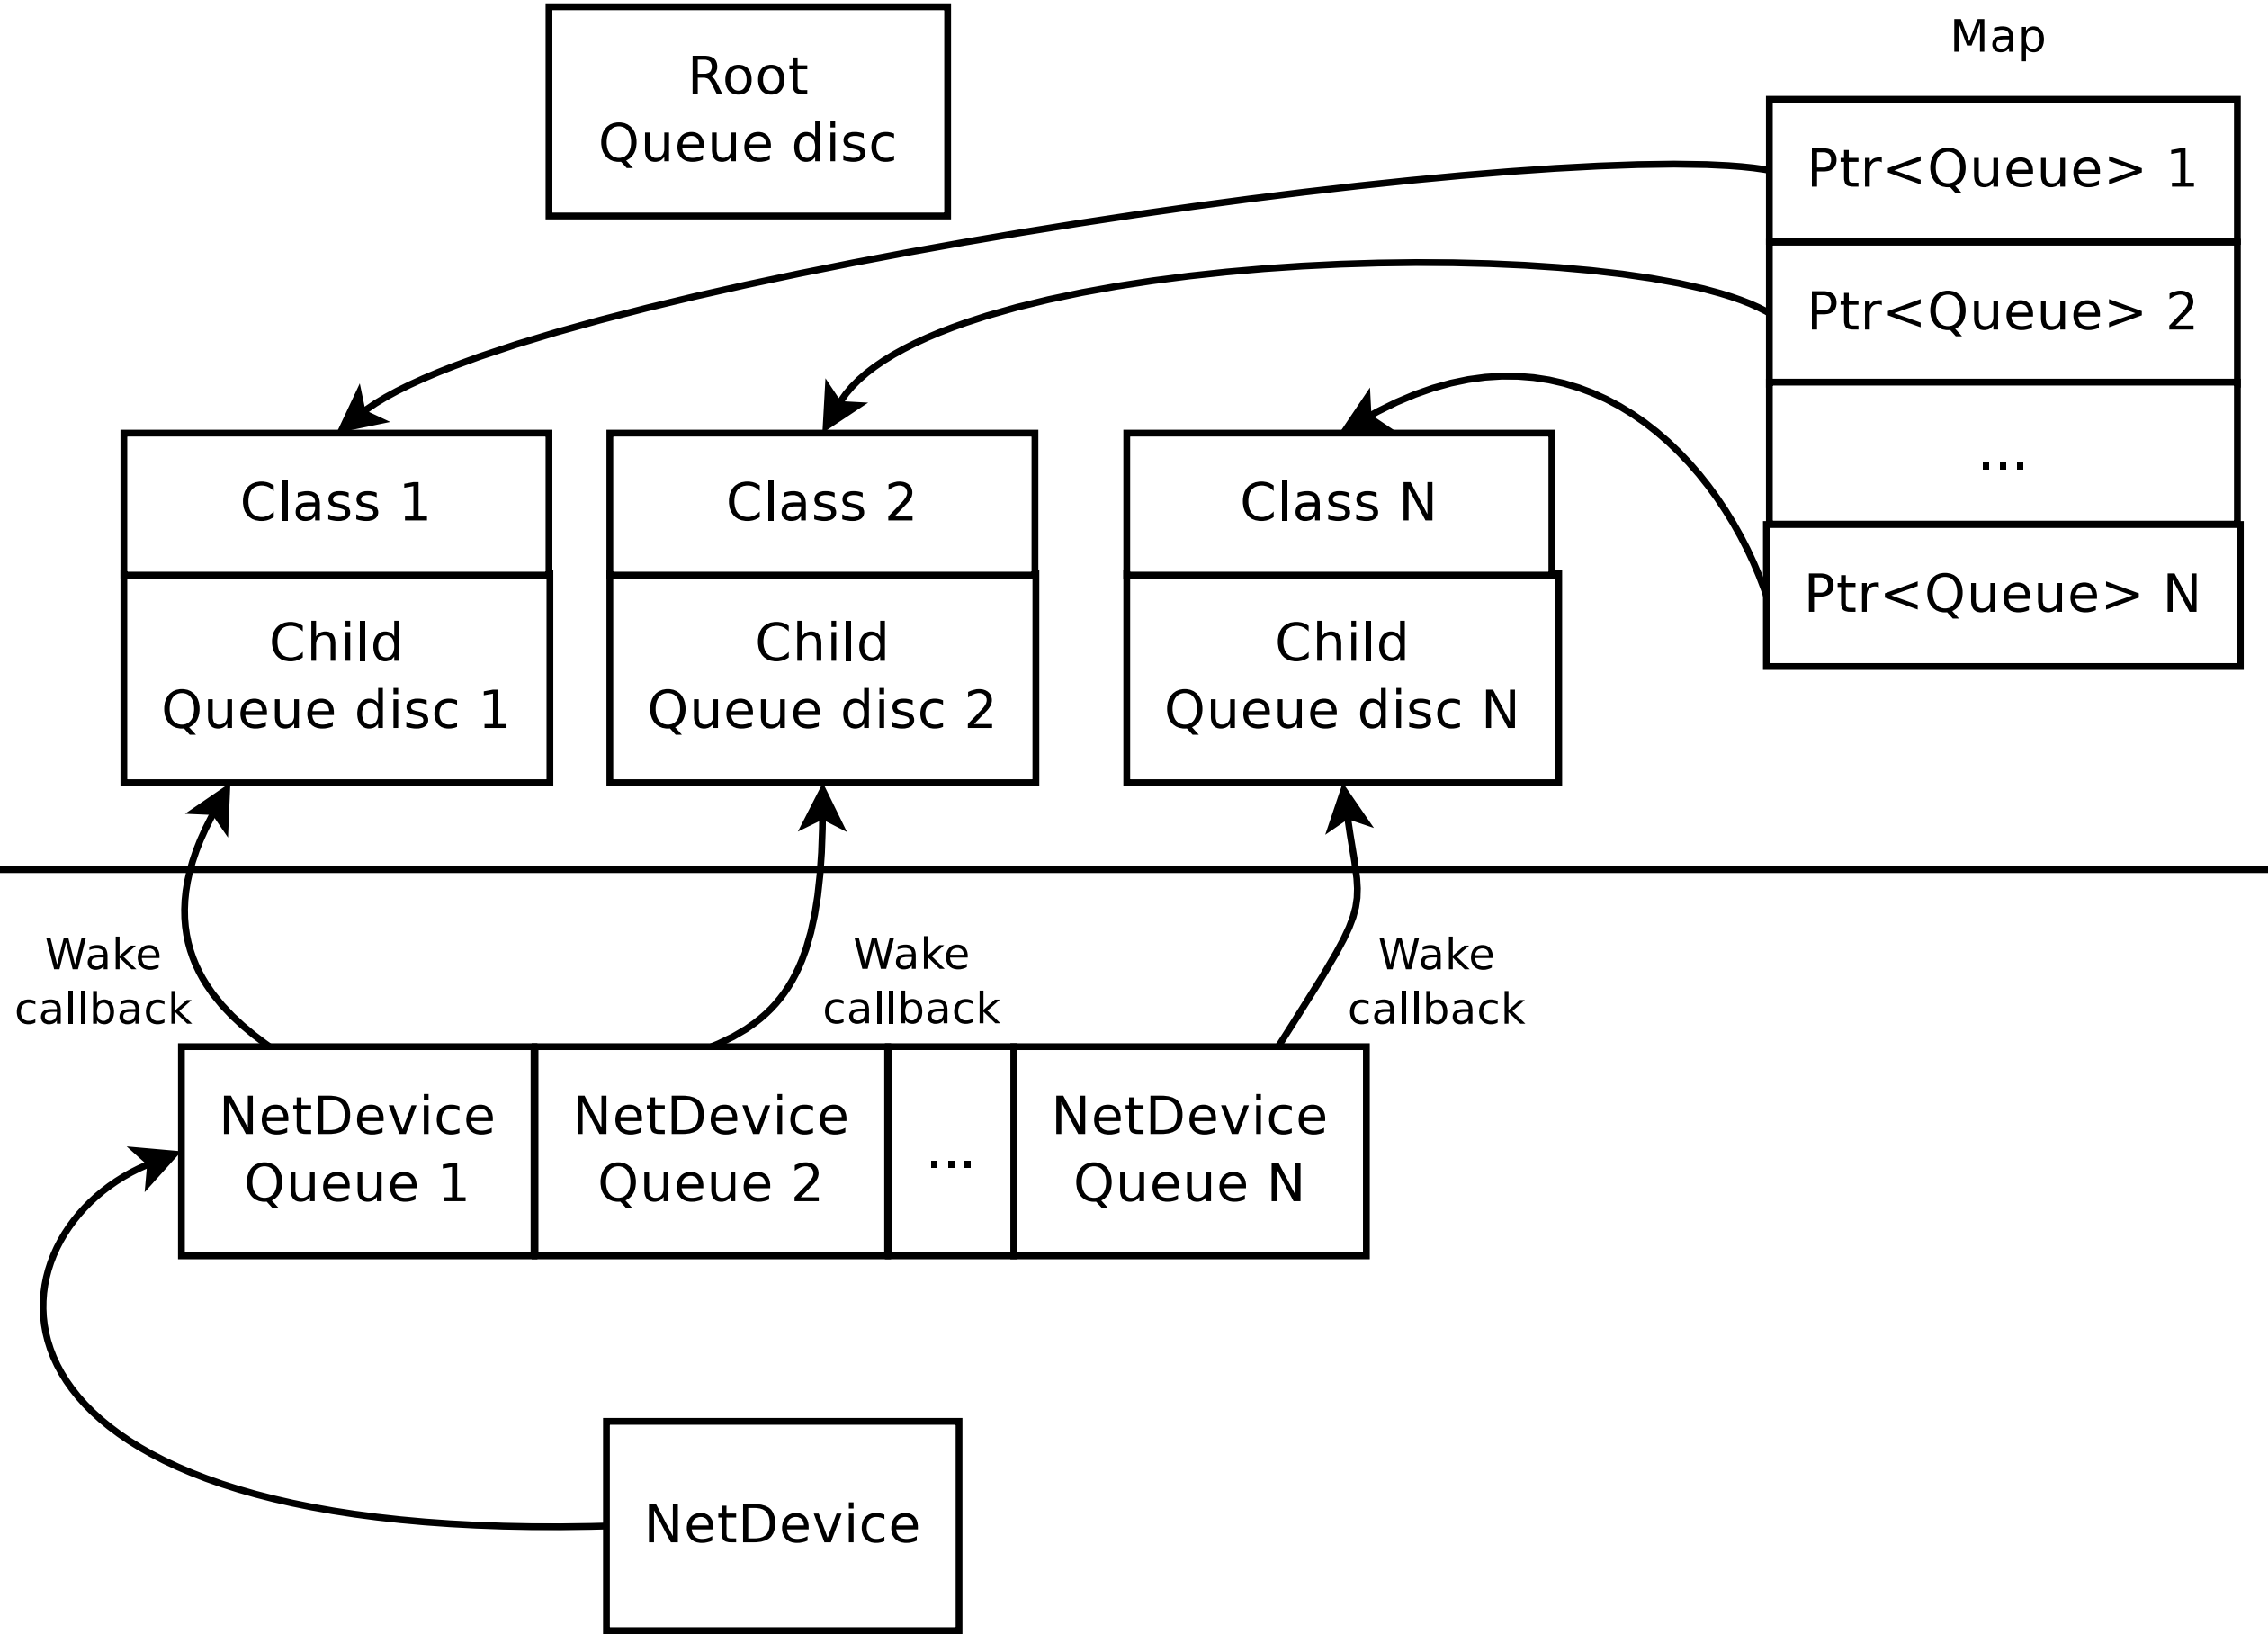 Root
Queue disc
Map
Ptr<Queue> 1
Ptr<Queue> 2
...
Ptr<Queue> N
Class 1
Child
Queue disc 1
Class 2
Child
Queue disc 2
Class N
Child
Queue disc N
Wake
callback
Wake
callback
Wake
callback
NetDevice
Queue 1
NetDevice
Queue 2
...
NetDevice
Queue N
NetDevice